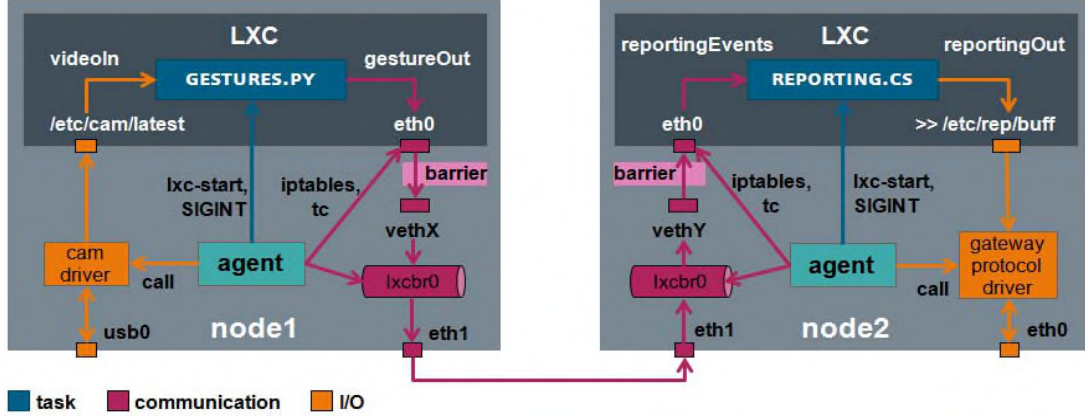 LXC
videoIn
gestureOut
GESTURES.PY
/etc/cam/latest
eth0
barrier
lxc-start,
SIGINT
iptables,
tc
vethX
cam
driver
agent
call
lxcbr0
usb0
node1
eth1
LXC
reportingEvents
reportingOut
REPORTING.CS
eth0
>> /etc/rep/buff
barrier
iptables,
tc
lxc-start,
SIGINT
vethY
gateway
protocol
driver
agent
call
lxcbr0
eth1
node2
eth0
task
communication
I/O